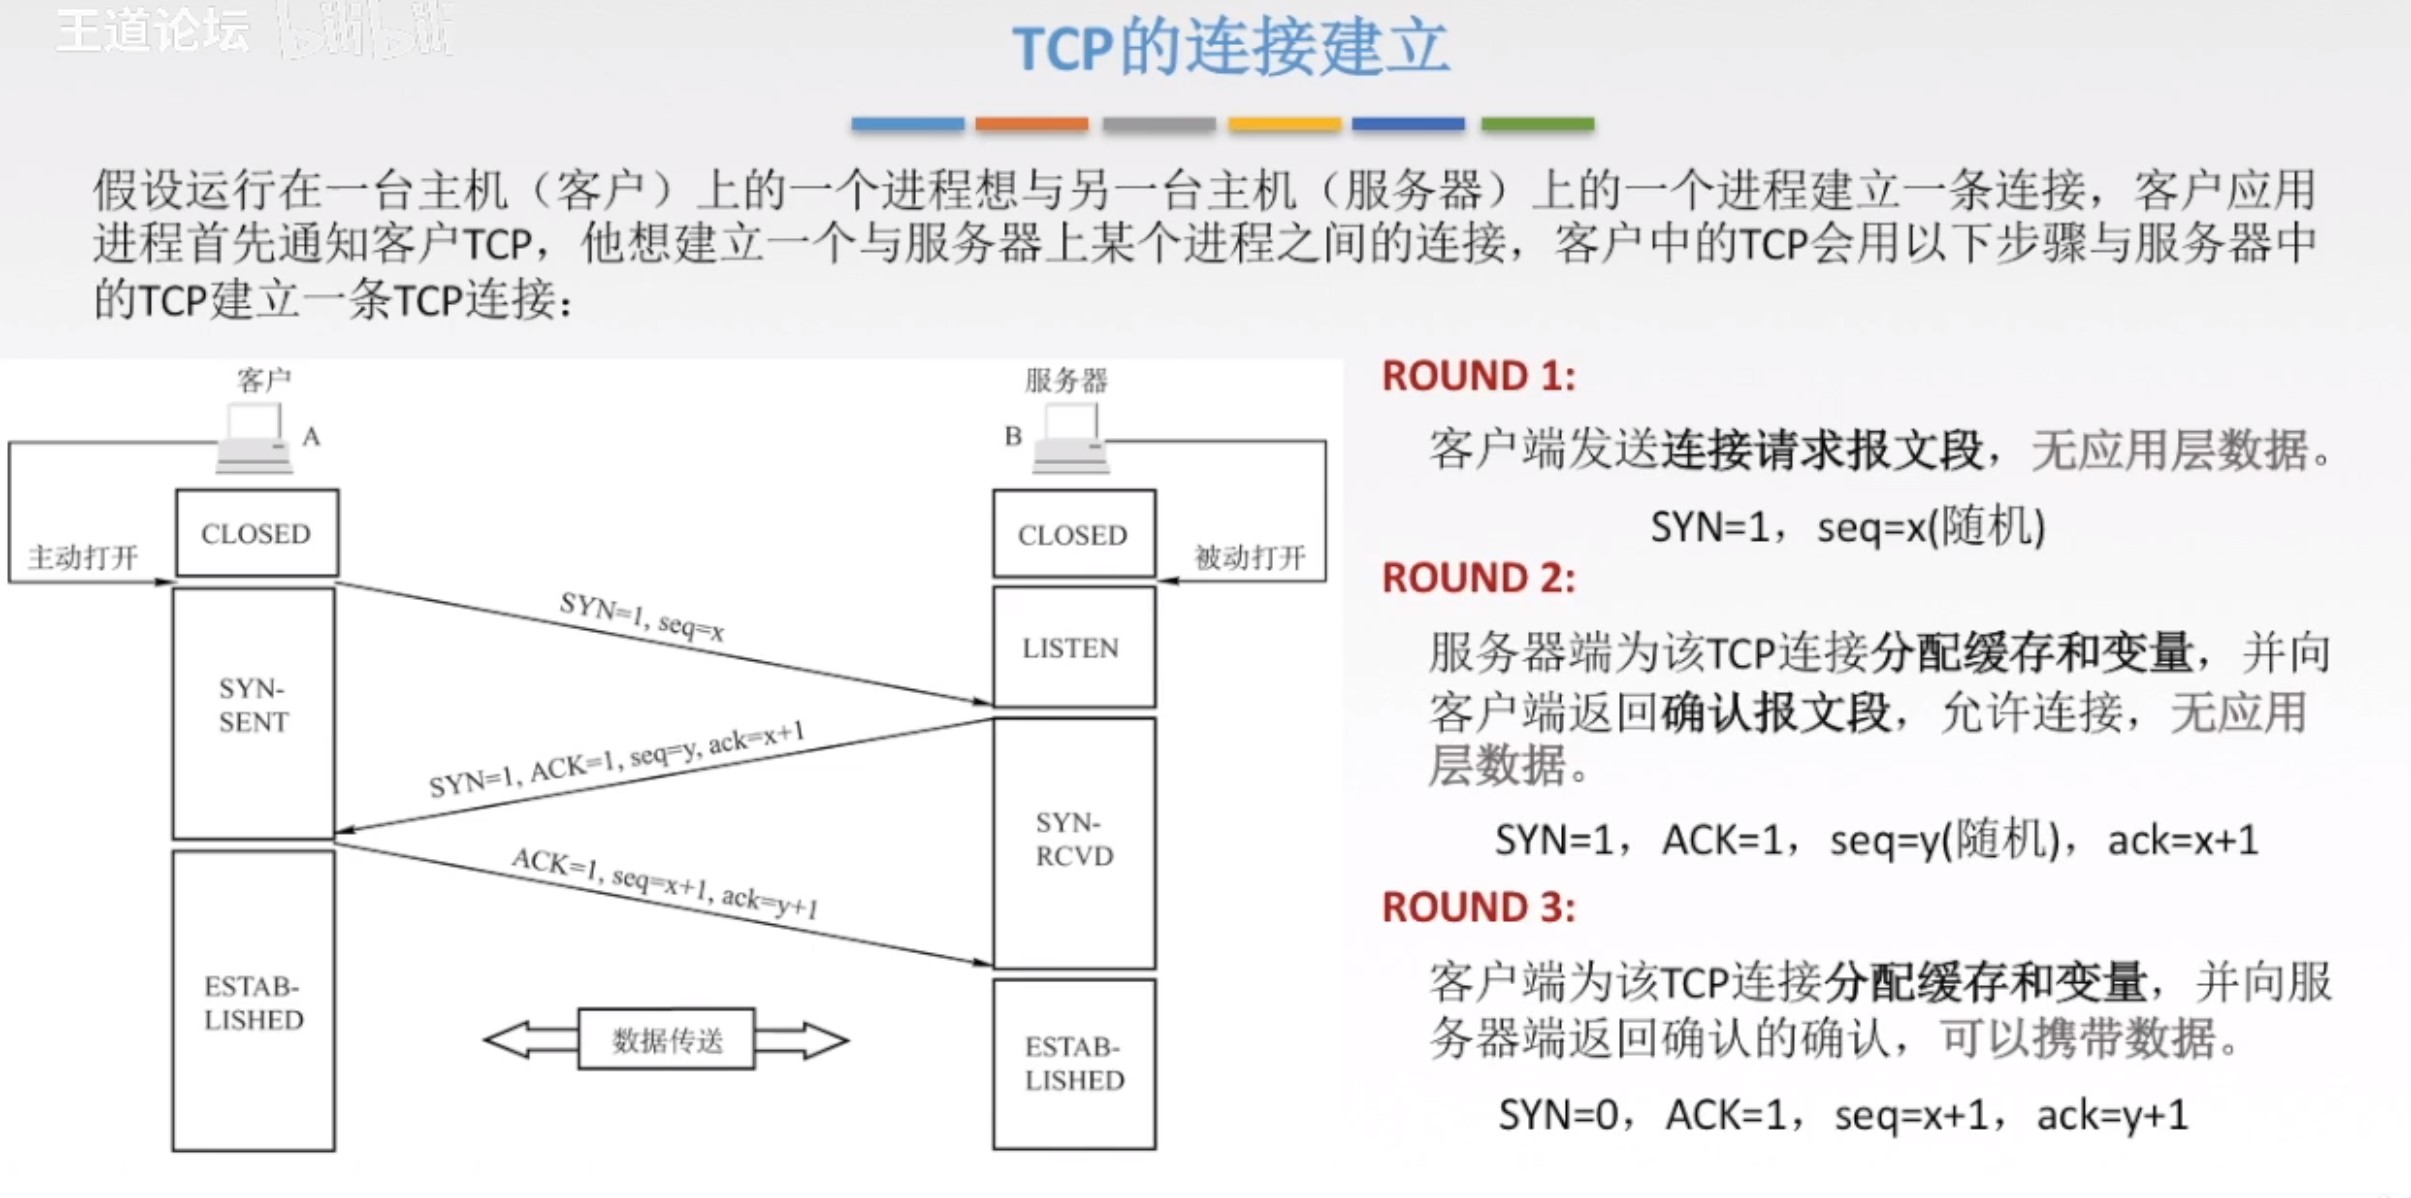 王道论坛 bilibili
TCP的连接建立
假设运行在一台主机（客户）上的一个进程想与另一台主机（服务器）上的一个进程建立一条连接，客户应用
进程首先通知客户TCP，他想建立一个与服务器上某个进程之间的连接，客户中的TCP会用以下步骤与服务器中
的TCP建立一条TCP连接：
客户
A
主动打开
CLOSED
SYN-
SENT
ESTAB-
LISHED
服务器
B
被动打开
CLOSED
LISTEN
SYN-
RCVD
ESTAB-
LISHED
SYN=1, seq=x
SYN=1, ACK=1, seq=y, ack=x+1
ACK=1, seq=x+1, ack=y+1
数据传送
ROUND 1:
客户端发送连接请求报文段，无应用层数据。
SYN=1，seq=x(随机)
ROUND 2:
服务器端为该TCP连接分配缓存和变量，并向
客户端返回确认报文段，允许连接，无应用
层数据。
SYN=1，ACK=1，seq=y(随机)，ack=x+1
ROUND 3:
客户端为该TCP连接分配缓存和变量，并向服
务器端返回确认的确认，可以携带数据。
SYN=0，ACK=1，seq=x+1，ack=y+1